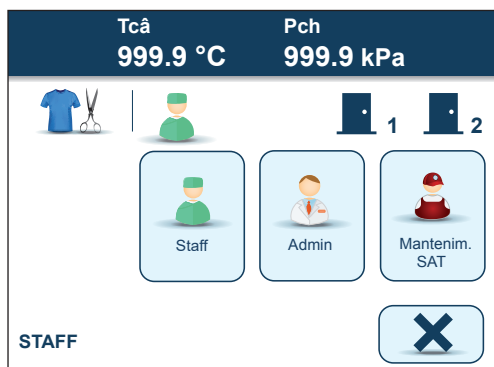 Tcâ Pch
999.9 °C 999.9 kPa
1 2
Staff Admin Mantenim.
SAT
STAFF